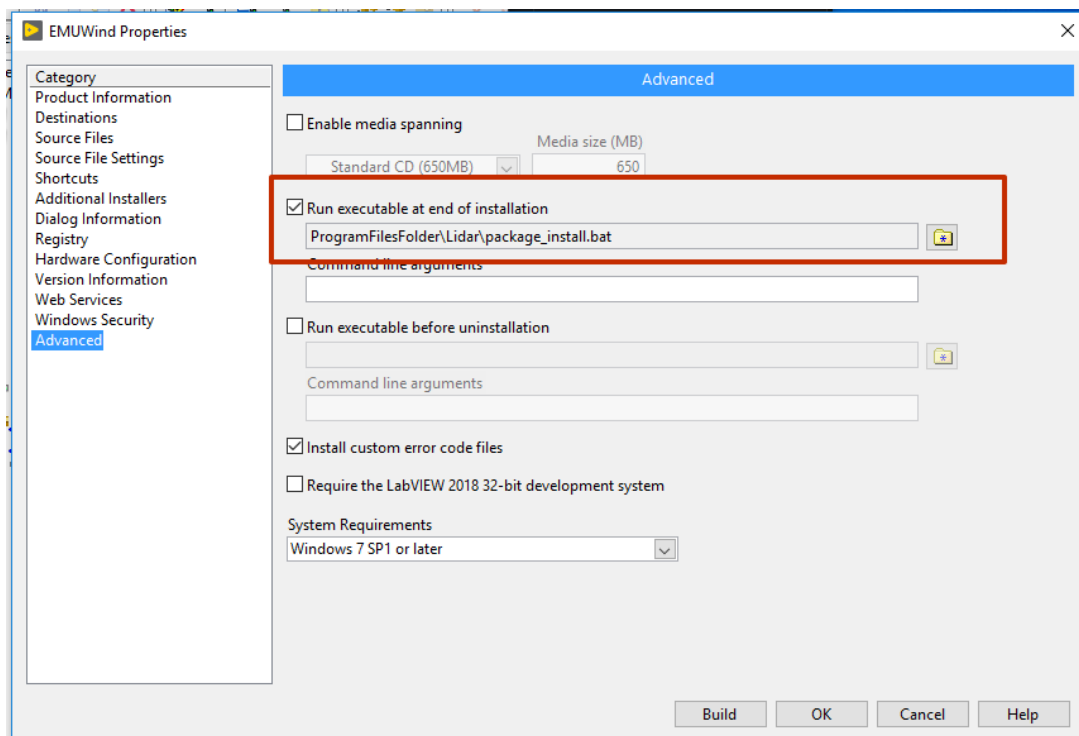 EMUWind Properties
Category
Product Information
Destinations
Source Files
Source File Settings
Shortcuts
Additional Installers
Dialog Information
Registry
Hardware Configuration
Version Information
Web Services
Windows Security
Advanced
Advanced
Enable media spanning
Media size (MB)
Standard CD (650MB)
650
Run executable at end of installation
ProgramFilesFolder\Lidar\package_install.bat
Command line arguments
Run executable before uninstallation
Command line arguments
Install custom error code files
Require the LabVIEW 2018 32-bit development system
System Requirements
Windows 7 SP1 or later
Build
OK
Cancel
Help